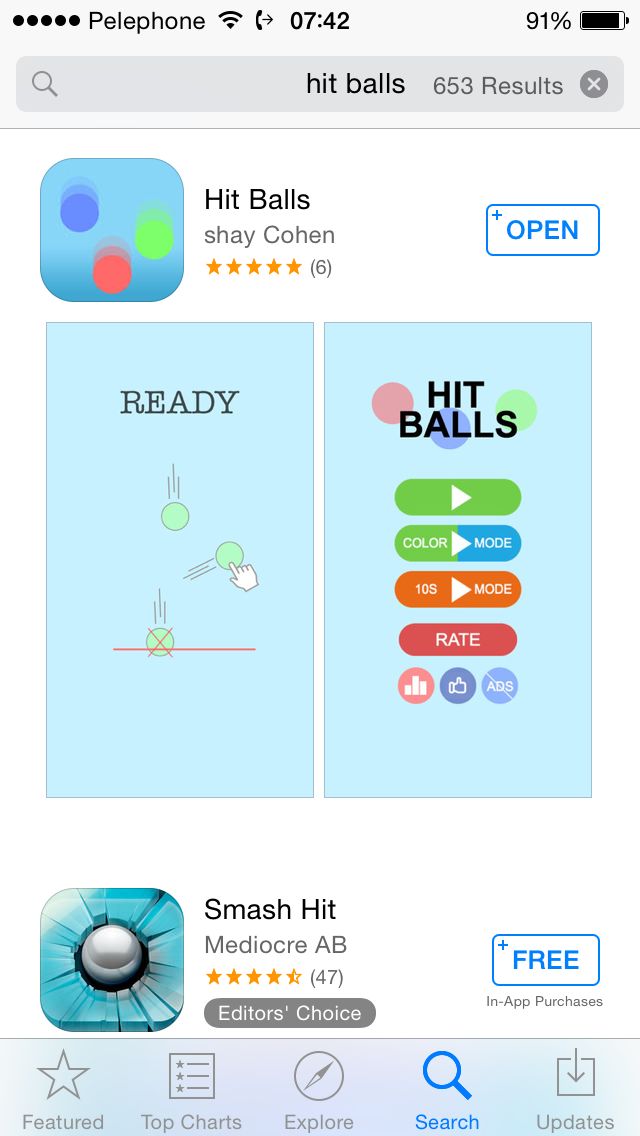 Pelephone 07:42 91%
hit balls 653 Results
Hit Balls
shay Cohen
(6)
+ OPEN
READY
HIT
BALLS
COLOR MODE
10S MODE
RATE
ADS
Smash Hit
Mediocre AB
(47)
Editors' Choice
+ FREE
In-App Purchases
Featured Top Charts Explore Search Updates